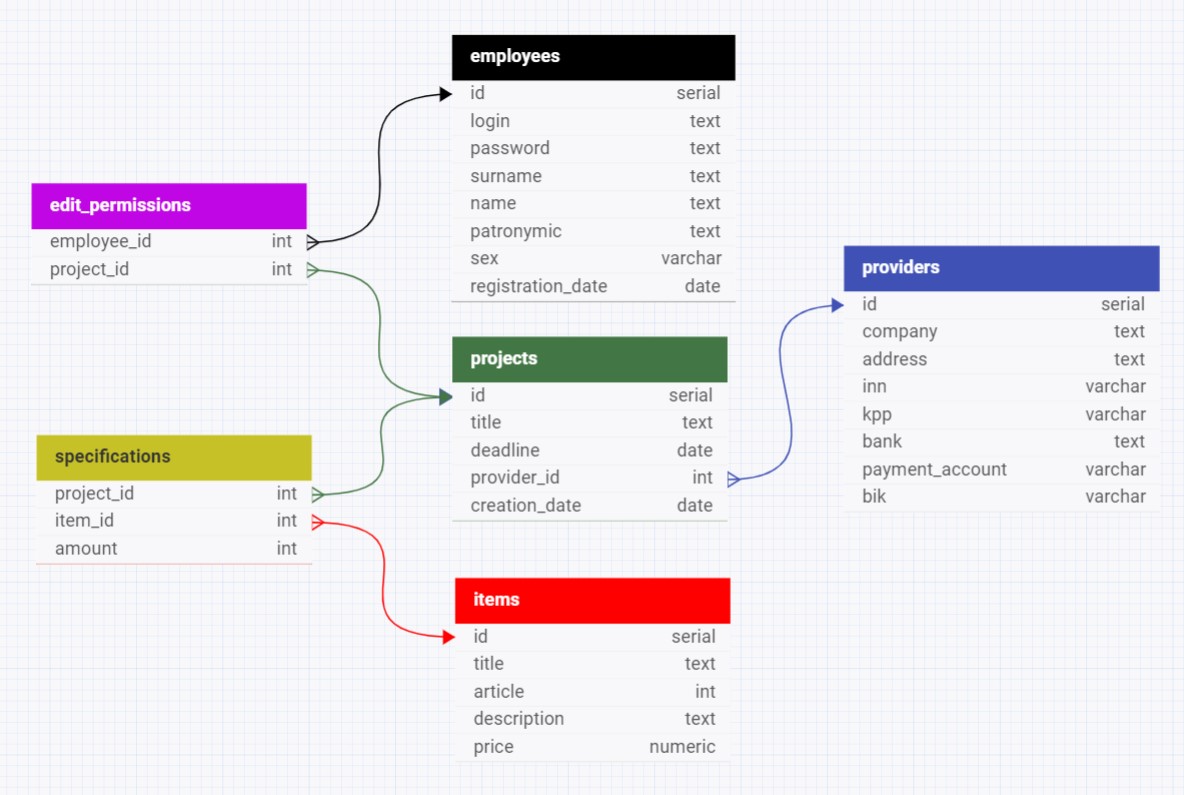 employees
id serial
login text
password text
surname text
name text
patronymic text
sex varchar
registration_date date
edit_permissions
employee_id int
project_id int
providers
id serial
company text
address text
inn varchar
kpp varchar
bank text
payment_account varchar
bik varchar
projects
id serial
title text
deadline date
provider_id int
creation_date date
specifications
project_id int
item_id int
amount int
items
id serial
title text
article int
description text
price numeric